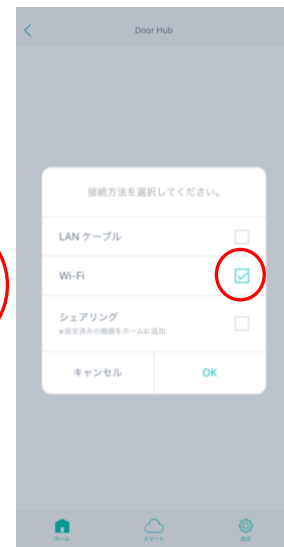 Door Hub
接続方法を選択してください。
LAN ケーブル
Wi-Fi
シェアリング
※設定済みの機器をホームに追加
キャンセル
OK
ホーム
スマート
設定